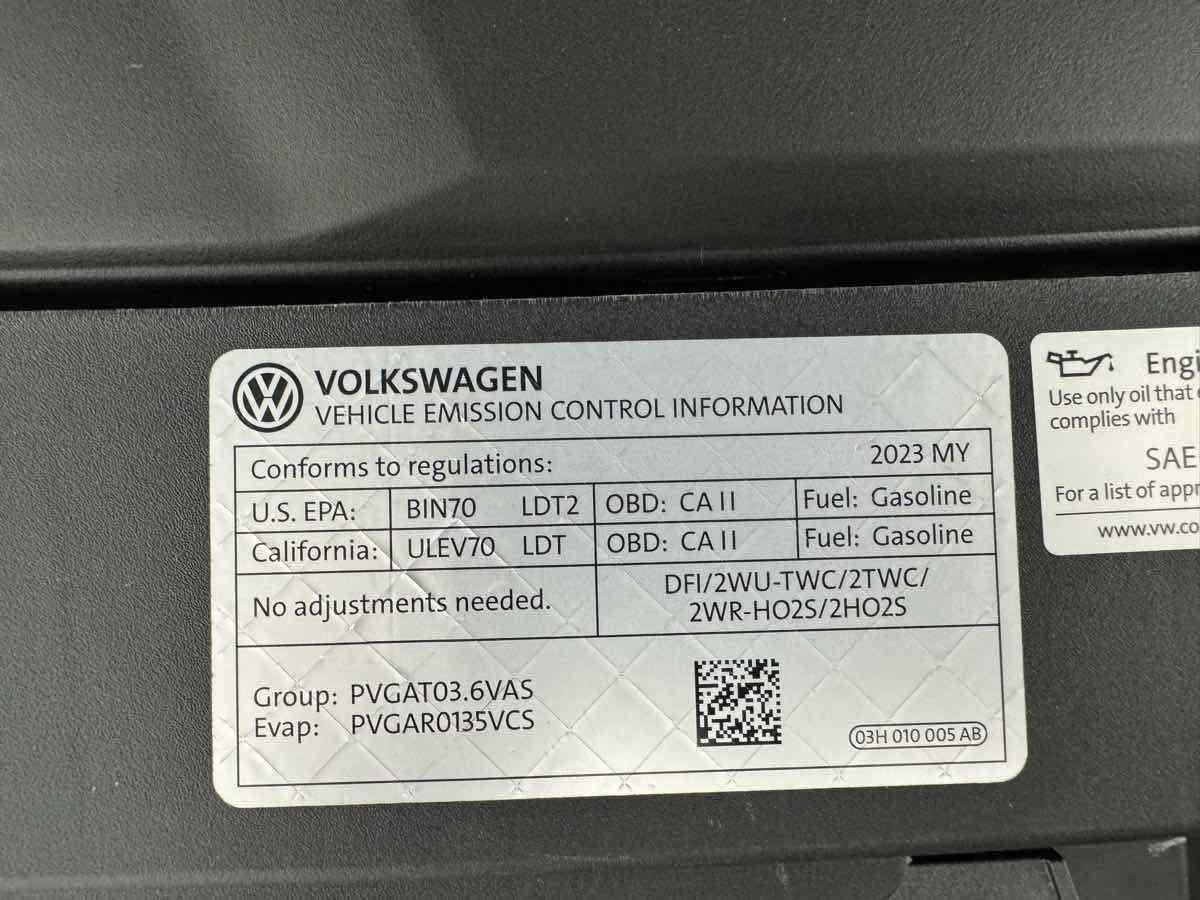 VOLKSWAGEN
VEHICLE EMISSION CONTROL INFORMATION
Conforms to regulations: 2023 MY
U.S. EPA: BIN70 LDT2 OBD: CA II Fuel: Gasoline
California: ULEV70 LDT OBD: CA II Fuel: Gasoline
No adjustments needed.
DFI/2WU-TWC/2TWC/
2WR-HO2S/2HO2S
Group: PVGAT03.6VAS
Evap: PVGAR0135VCS
03H 010 005 AB
Use only oil that
complies with
SAE
For a list of
www.vw.co